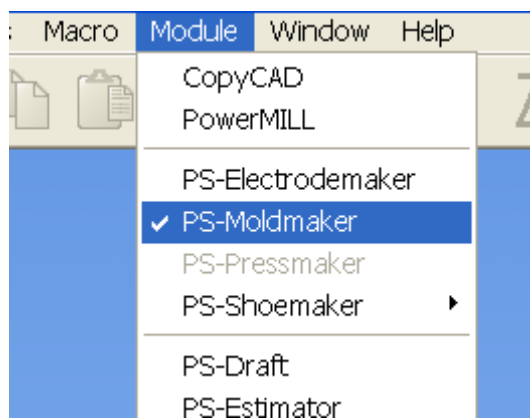 Macro Module Window Help
CopyCAD
PowerMILL
PS-Electrodemaker
PS-Moldmaker
PS-Pressmaker
PS-Shoemaker
PS-Draft
PS-Estimator